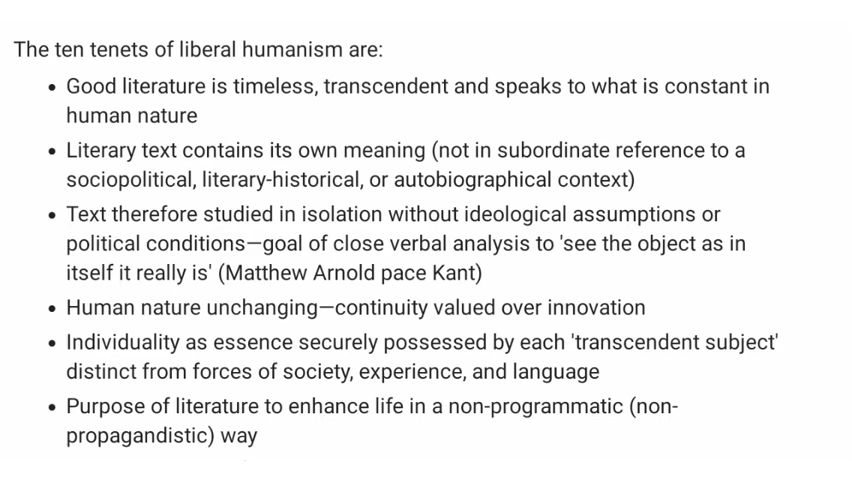 The ten tenets of liberal humanism are:
• Good literature is timeless, transcendent and speaks to what is constant in
human nature
• Literary text contains its own meaning (not in subordinate reference to a
sociopolitical, literary-historical, or autobiographical context)
• Text therefore studied in isolation without ideological assumptions or
political conditions—goal of close verbal analysis to 'see the object as in
itself it really is' (Matthew Arnold pace Kant)
• Human nature unchanging—continuity valued over innovation
• Individuality as essence securely possessed by each 'transcendent subject'
distinct from forces of society, experience, and language
• Purpose of literature to enhance life in a non-programmatic (non-
propagandistic) way